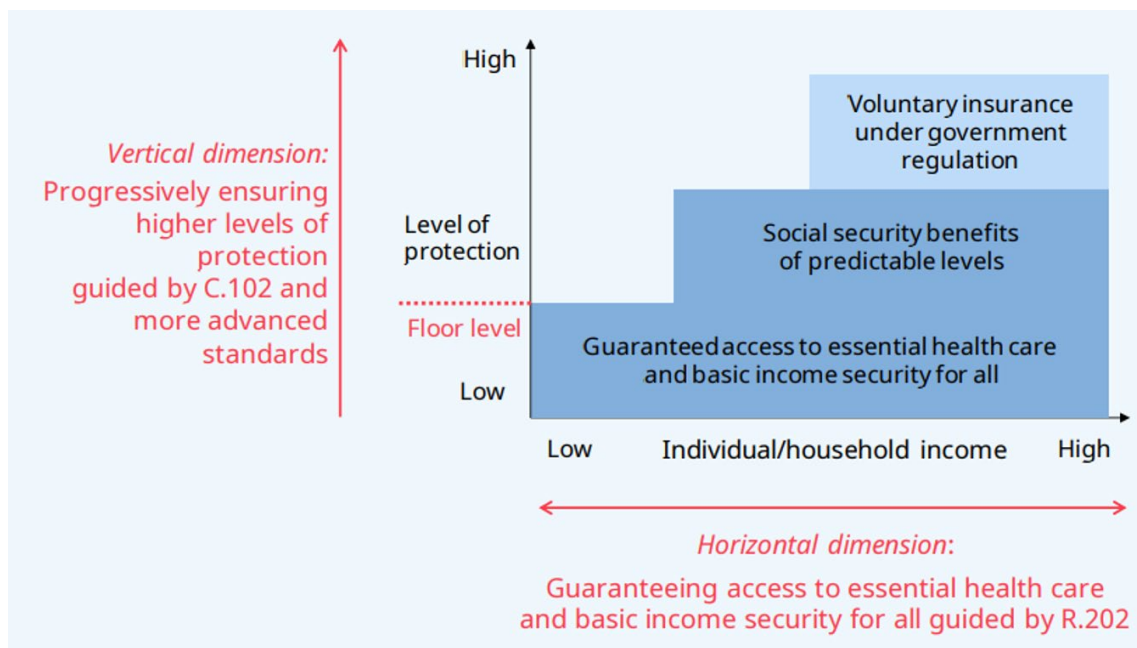 Vertical dimension:
Progressively ensuring
higher levels of
protection
guided by C.102 and
more advanced
standards
High
Level of
protection
Floor level
Low
Voluntary insurance
under government
regulation
Social security benefits
of predictable levels
Guaranteed access to essential health care
and basic income security for all
Low Individual/household income High
Horizontal dimension:
Guaranteeing access to essential health care
and basic income security for all guided by R.202